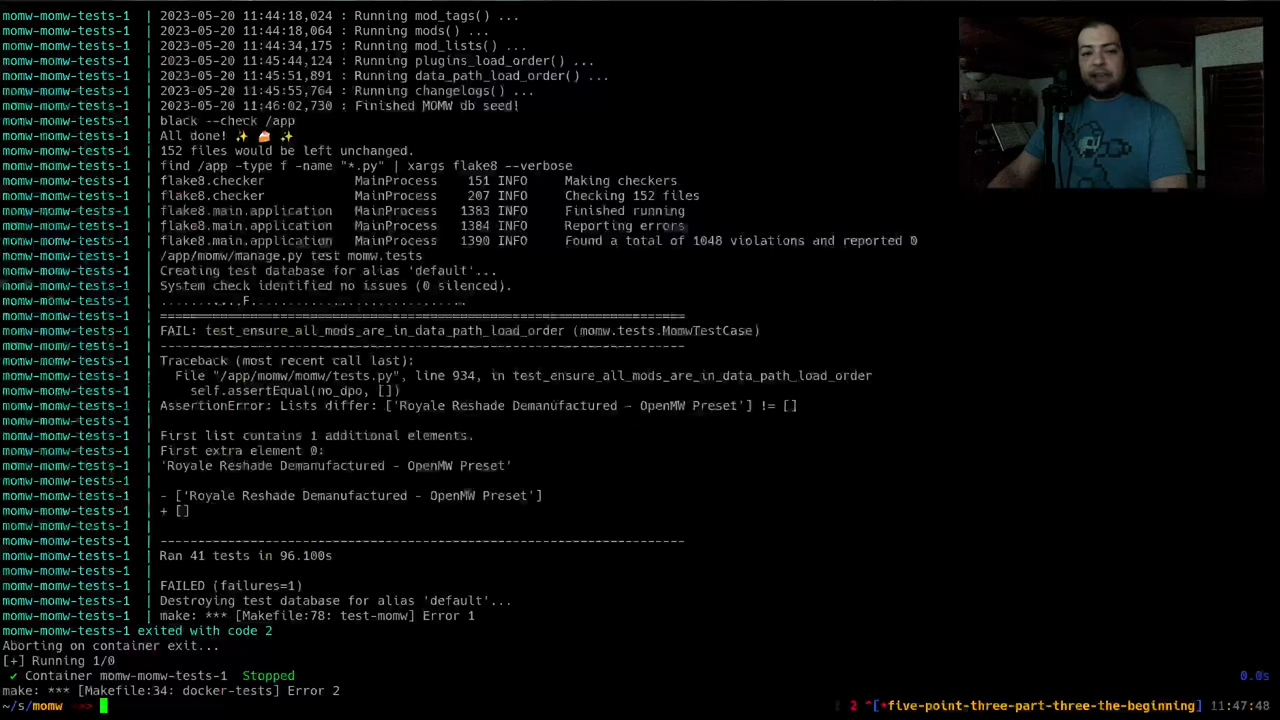 momw-momw-tests-1  | 2023-05-20 11:44:18,024 : Running mod_tags() ...
momw-momw-tests-1  | 2023-05-20 11:44:18,064 : Running mods() ...
momw-momw-tests-1  | 2023-05-20 11:44:34,175 : Running mod_lists() ...
momw-momw-tests-1  | 2023-05-20 11:45:44,124 : Running plugins_load_order() ...
momw-momw-tests-1  | 2023-05-20 11:45:51,891 : Running data_path_load_order() ...
momw-momw-tests-1  | 2023-05-20 11:45:55,764 : Running changelogs() ...
momw-momw-tests-1  | 2023-05-20 11:46:02,730 : Finished MOMW db seed!
momw-momw-tests-1  | black --check /app
momw-momw-tests-1  | All done! ✨ 🍰 ✨
momw-momw-tests-1  | 152 files would be left unchanged.
momw-momw-tests-1  | find /app -type f -name "*.py" | xargs flake8 --verbose
momw-momw-tests-1  | flake8.checker            MainProcess    151 INFO     Making checkers
momw-momw-tests-1  | flake8.checker            MainProcess    207 INFO     Checking 152 files
momw-momw-tests-1  | flake8.main.application   MainProcess   1383 INFO     Finished running
momw-momw-tests-1  | flake8.main.application   MainProcess   1384 INFO     Reporting errors
momw-momw-tests-1  | flake8.main.application   MainProcess   1390 INFO     Found a total of 1048 violations and reported 0
momw-momw-tests-1  | /app/momw/manage.py test momw.tests
momw-momw-tests-1  | Creating test database for alias 'default'...
momw-momw-tests-1  | System check identified no issues (0 silenced).
momw-momw-tests-1  | ...........F.............................
momw-momw-tests-1  | ======================================================================
momw-momw-tests-1  | FAIL: test_ensure_all_mods_are_in_data_path_load_order (momw.tests.MomwTestCase)
momw-momw-tests-1  | ----------------------------------------------------------------------
momw-momw-tests-1  | Traceback (most recent call last):
momw-momw-tests-1  |   File "/app/momw/momw/tests.py", line 934, in test_ensure_all_mods_are_in_data_path_load_order
momw-momw-tests-1  |     self.assertEqual(no_dpo, [])
momw-momw-tests-1  | AssertionError: Lists differ: ['Royale Reshade Demanufactured - OpenMW Preset'] != []
momw-momw-tests-1  |
momw-momw-tests-1  | First list contains 1 additional elements.
momw-momw-tests-1  | First extra element 0:
momw-momw-tests-1  | 'Royale Reshade Demanufactured - OpenMW Preset'
momw-momw-tests-1  |
momw-momw-tests-1  | - ['Royale Reshade Demanufactured - OpenMW Preset']
momw-momw-tests-1  | + []
momw-momw-tests-1  |
momw-momw-tests-1  | ----------------------------------------------------------------------
momw-momw-tests-1  | Ran 41 tests in 96.100s
momw-momw-tests-1  |
momw-momw-tests-1  | FAILED (failures=1)
momw-momw-tests-1  | Destroying test database for alias 'default'...
momw-momw-tests-1  | make: *** [Makefile:78: test-momw] Error 1
momw-momw-tests-1 exited with code 2
Aborting on container exit...
[+] Running 1/0
 ✔ Container momw-momw-tests-1  Stopped 0.0s
make: *** [Makefile:34: docker-tests] Error 2
~/s/momw >> 2 ^[*five-point-three-part-three-the-beginning] 11:47:48